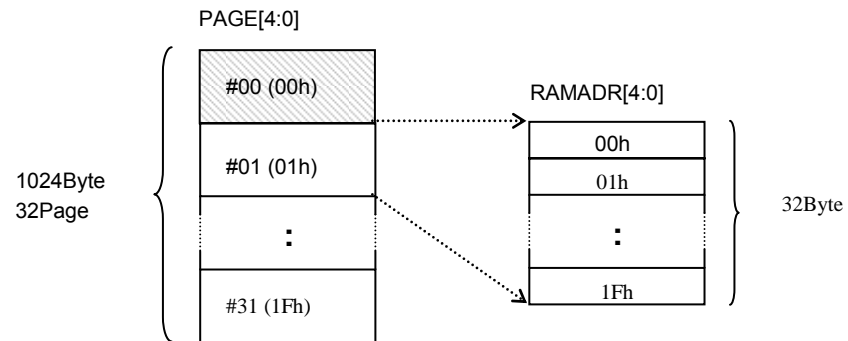 PAGE[4:0]
#00 (00h)
#01 (01h)
:
#31 (1Fh)
1024Byte
32Page
RAMADR[4:0]
00h
01h
:
1Fh
32Byte